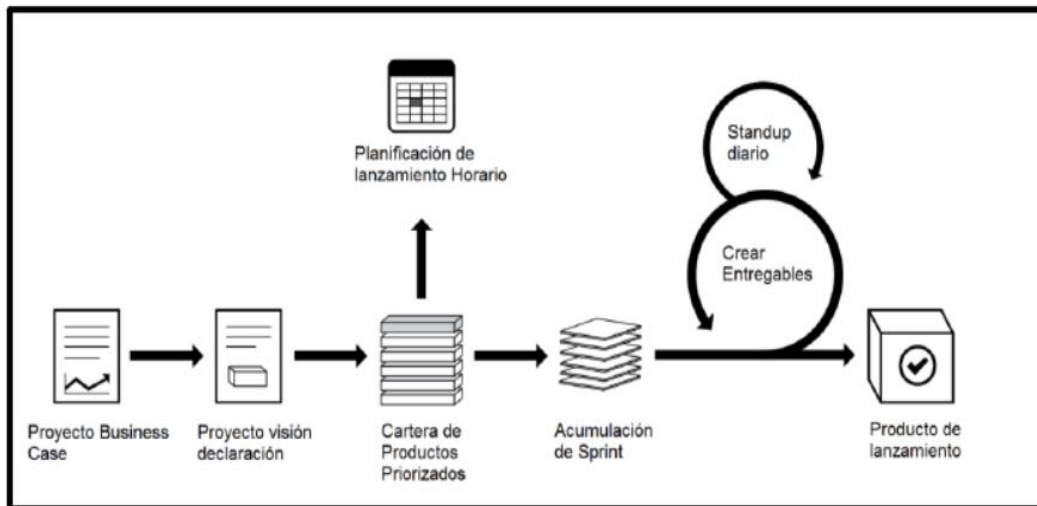 Planificación de
lanzamiento Horario
Standup
diario
Crear
Entregables
Proyecto Business
Case
Proyecto visión
declaración
Cartera de
Productos
Priorizados
Acumulación
de Sprint
Producto de
lanzamiento